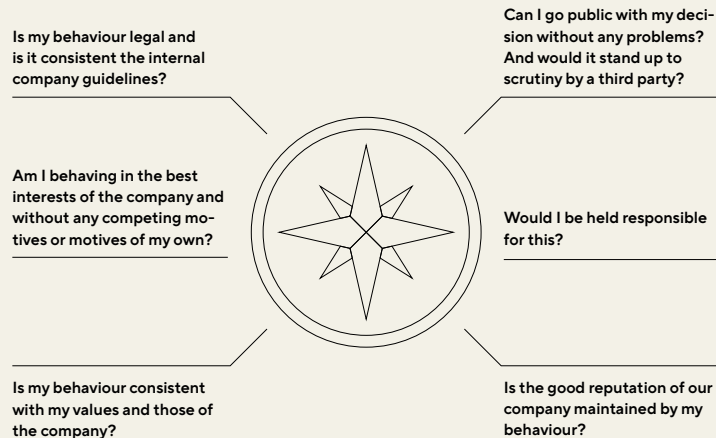 Is my behaviour legal and
is it consistent the internal
company guidelines?
Am I behaving in the best
interests of the company and
without any competing mo-
tives or motives of my own?
Is my behaviour consistent
with my values and those of
the company?
Can I go public with my deci-
sion without any problems?
And would it stand up to
scrutiny by a third party?
Would I be held responsible
for this?
Is the good reputation of our
company maintained by my
behaviour?